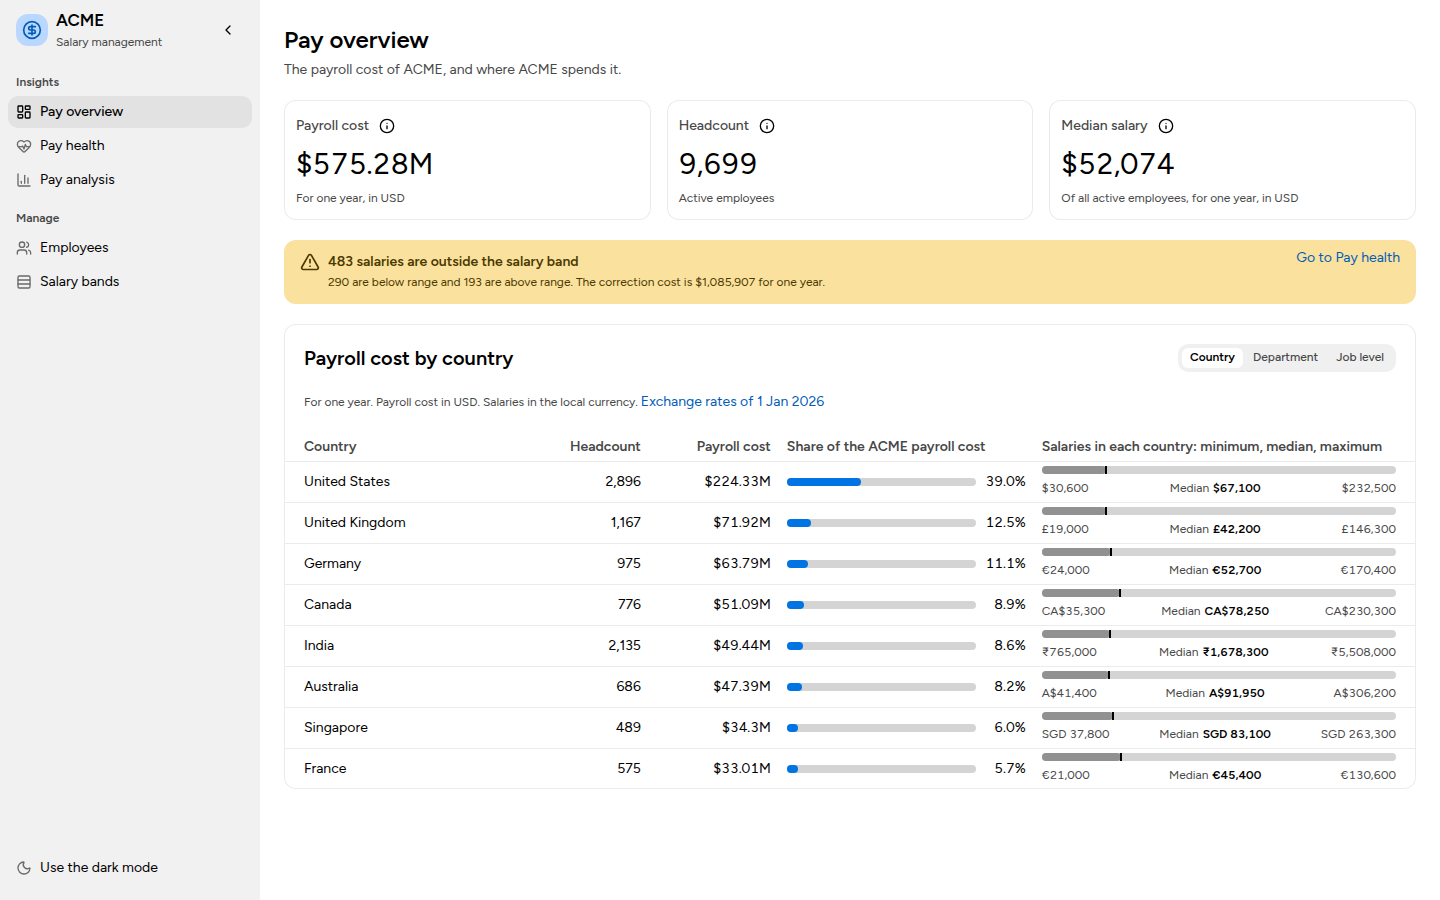 ACME
Salary management
Insights
Pay overview
Pay health
Pay analysis
Manage
Employees
Salary bands
Use the dark mode
Pay overview
The payroll cost of ACME, and where ACME spends it.
Payroll cost
$575.28M
For one year, in USD
Headcount
9,699
Active employees
Median salary
$52,074
Of all active employees, for one year, in USD
483 salaries are outside the salary band
290 are below range and 193 are above range. The correction cost is $1,085,907 for one year.
Go to Pay health
Payroll cost by country
Country Department Job level
For one year. Payroll cost in USD. Salaries in the local currency. Exchange rates of 1 Jan 2026
Country Headcount Payroll cost Share of the ACME payroll cost Salaries in each country: minimum, median, maximum
United States 2,896 $224.33M 39.0% $30,600 Median $67,100 $232,500
United Kingdom 1,167 $71.92M 12.5% £19,000 Median £42,200 £146,300
Germany 975 $63.79M 11.1% €24,000 Median €52,700 €170,400
Canada 776 $51.09M 8.9% CA$35,300 Median CA$78,250 CA$230,300
India 2,135 $49.44M 8.6% ₹765,000 Median ₹1,678,300 ₹5,508,000
Australia 686 $47.39M 8.2% A$41,400 Median A$91,950 A$306,200
Singapore 489 $34.3M 6.0% SGD 37,800 Median SGD 83,100 SGD 263,300
France 575 $33.01M 5.7% €21,000 Median €45,400 €130,600